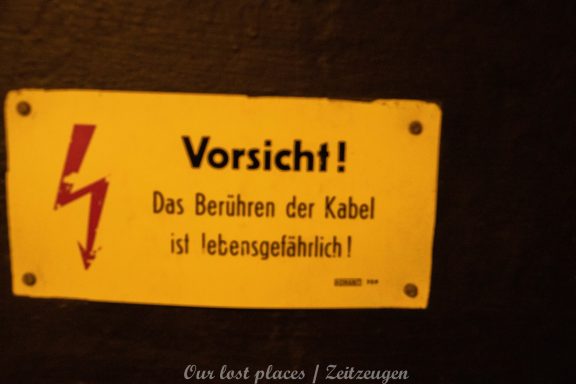 Vorsicht!
Das Berühren der Kabel
ist lebensgefährlich!
Our lost places / Zeitzeugen